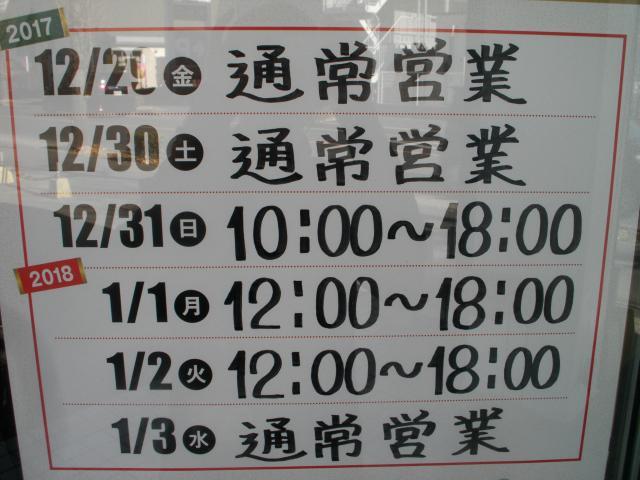 2017
12/29 金 通常営業
12/30 土 通常営業
12/31 日 10:00〜18:00
2018
1/1 月 12:00〜18:00
1/2 火 12:00〜18:00
1/3 水 通常営業